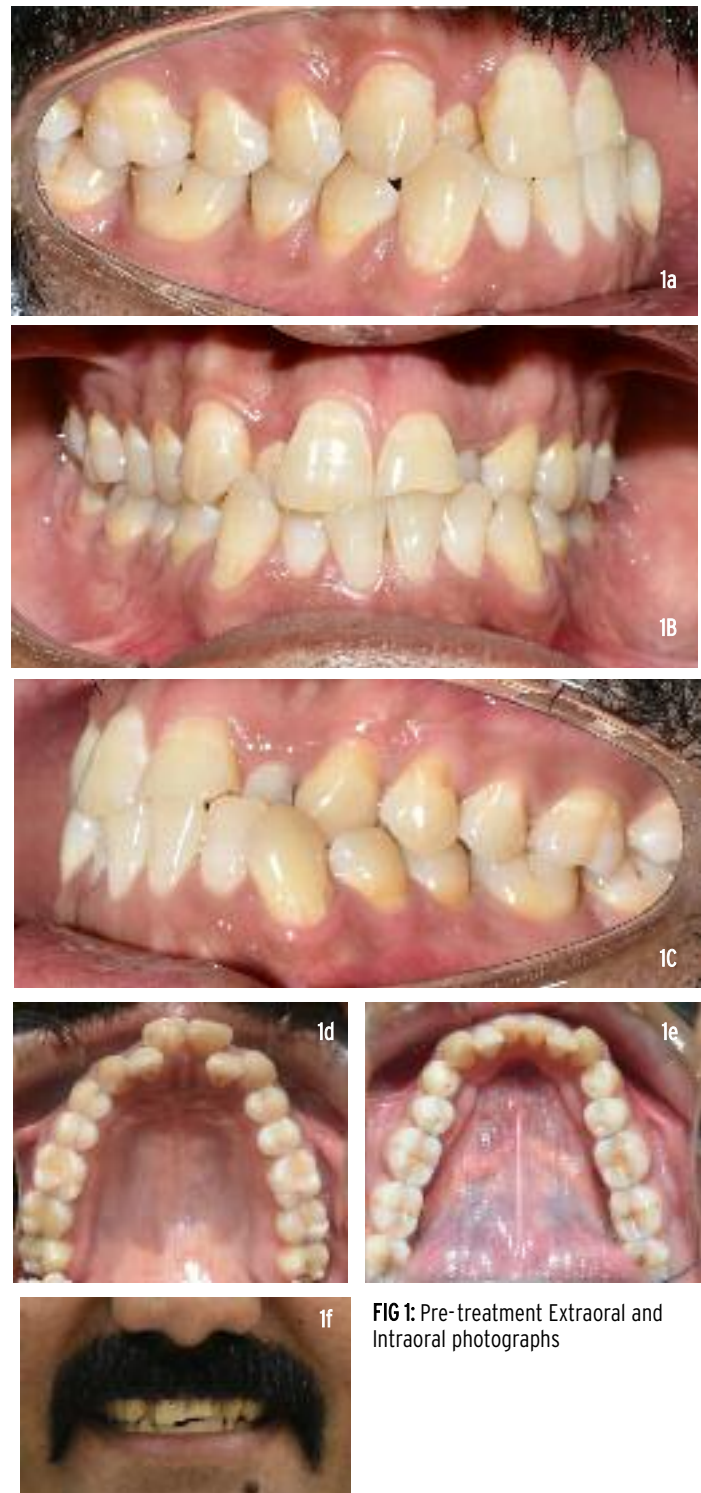 1a
1B
1C
1d
1e
1f
FIG 1: Pre-treatment Extraoral and
Intraoral photographs